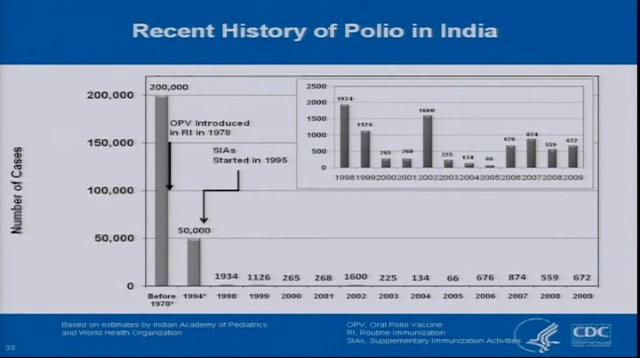 Recent History of Polio in India
Number of Cases
200,000
150,000
100,000
50,000
0
200,000
OPV Introduced
in RI in 1978
SIAs
Started in 1995
50,000
1934 1126 265 268 1600 225 134 66 676 874 559 672
Before
1978* 1994* 1998 1999 2000 2001 2002 2003 2004 2005 2006 2007 2008 2009
2500
2000
1500
1000
500
0
1934 1126 265 268 1600 225 134 66 676 874 559 672
1998 1999 2000 2001 2002 2003 2004 2005 2006 2007 2008 2009
Based on estimates by Indian Academy of Pediatrics
and World Health Organization
OPV, Oral Polio Vaccine
RI, Routine Immunization
SIAs, Supplementary Immunization Activities
CDC
33